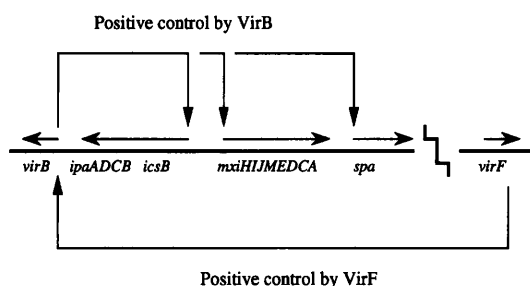 Positive control by VirB
virB ipaADCB icsB mxiHIJMEDCA spa virF
Positive control by VirF